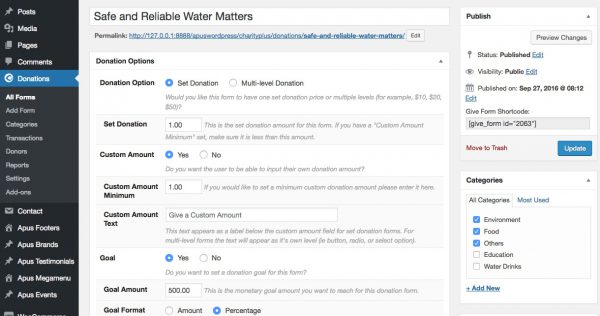 Posts
Media
Pages
Comments
Donations
All Forms
Add Form
Categories
Transactions
Donors
Reports
Settings
Add-ons
Contact
Apus Footers
Apus Brands
Apus Testimonials
Apus Megamenu
Apus Events
WooCommerce
Safe and Reliable Water Matters
Permalink: http://127.0.0.1:8888/apuswordpress/charityplus/donations/safe-and-reliable-water-matters/ Edit
Donation Options
Donation Option Set Donation Multi-level Donation
Would you like this form to have one set donation price or multiple levels (for example, $10, $20,
$50)?
Set Donation 1.00 This is the set donation amount for this form. If you have a "Custom Amount
Minimum" set, make sure it is less than this amount.
Custom Amount Yes No
Do you want the user to be able to input their own donation amount?
Custom Amount 1.00 If you would like to set a minimum custom donation amount please enter it here.
Minimum
Custom Amount Give a Custom Amount
Text
This text appears as a label below the custom amount field for set donation forms. For
multi-level forms the text will appear as it's own level (ie button, radio, or select option).
Goal Yes No
Do you want to set a donation goal for this form?
Goal Amount 500.00 This is the monetary goal amount you want to reach for this donation form.
Goal Format Amount Percentage
Publish
Preview Changes
Status: Published Edit
Visibility: Public Edit
Published on: Sep 27, 2016 @ 08:12
Edit
Give Form Shortcode:
[give_form id="2063"]
Move to Trash Update
Categories
All Categories Most Used
Environment
Food
Others
Education
Water Drinks
+ Add New